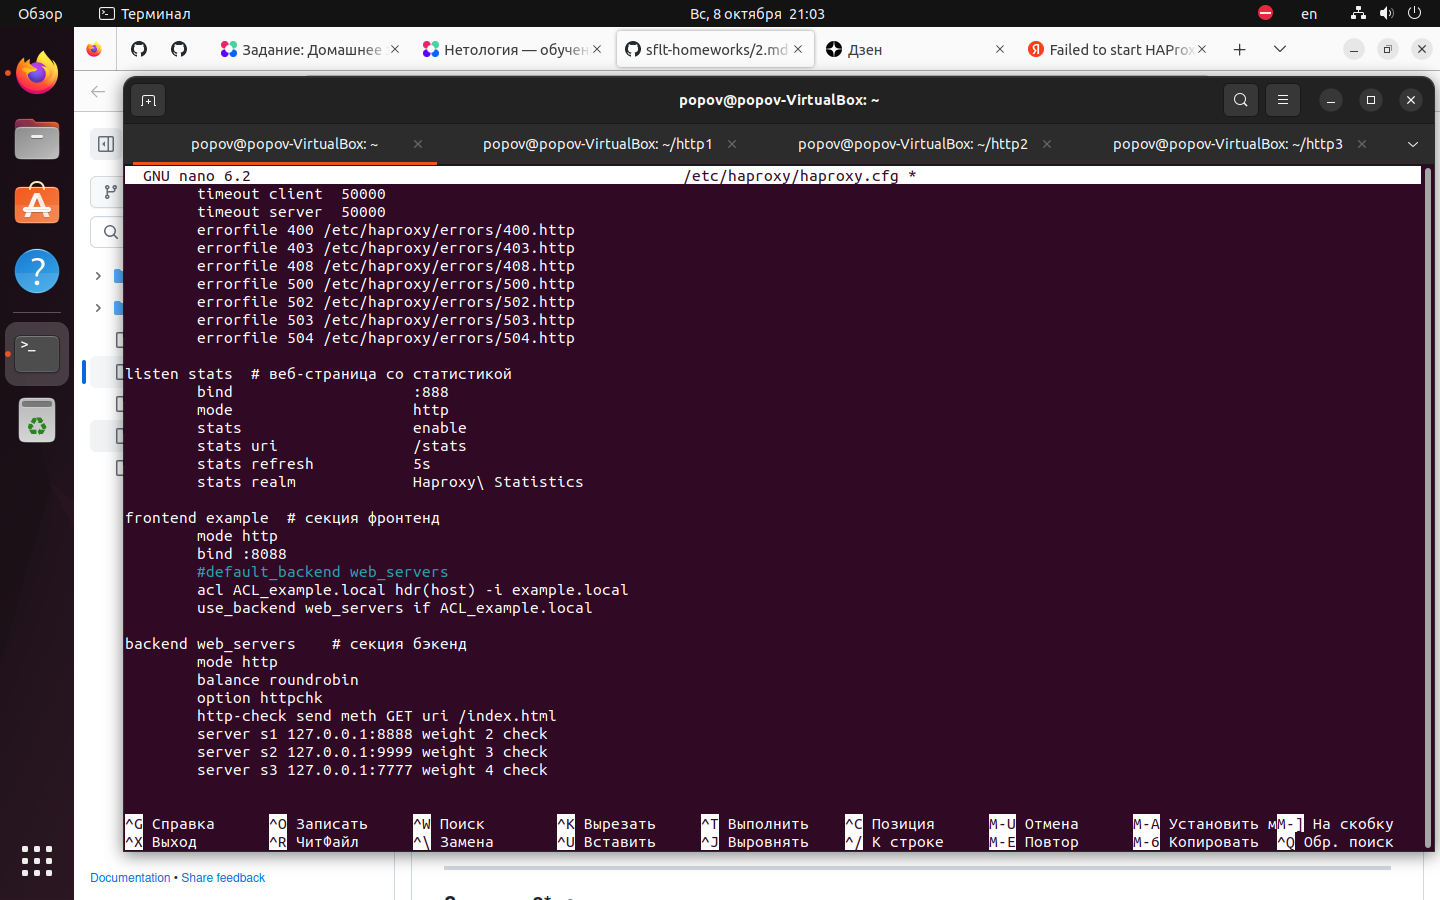 Обзор
Терминал
Вс, 8 октября 21:03
en
Задание: Домашнее
Нетология — обучен
sflt-homeworks/2.md
Дзен
Failed to start HAProx
popov@popov-VirtualBox: ~
popov@popov-VirtualBox: ~
popov@popov-VirtualBox: ~/http1
popov@popov-VirtualBox: ~/http2
popov@popov-VirtualBox: ~/http3
GNU nano 6.2 /etc/haproxy/haproxy.cfg *
timeout client 50000
timeout server 50000
errorfile 400 /etc/haproxy/errors/400.http
errorfile 403 /etc/haproxy/errors/403.http
errorfile 408 /etc/haproxy/errors/408.http
errorfile 500 /etc/haproxy/errors/500.http
errorfile 502 /etc/haproxy/errors/502.http
errorfile 503 /etc/haproxy/errors/503.http
errorfile 504 /etc/haproxy/errors/504.http
listen stats # веб-страница со статистикой
bind :888
mode http
stats enable
stats uri /stats
stats refresh 5s
stats realm Haproxy\ Statistics
frontend example # секция фронтенд
mode http
bind :8088
#default_backend web_servers
acl ACL_example.local hdr(host) -i example.local
use_backend web_servers if ACL_example.local
backend web_servers # секция бэкенд
mode http
balance roundrobin
option httpchk
http-check send meth GET uri /index.html
server s1 127.0.0.1:8888 weight 2 check
server s2 127.0.0.1:9999 weight 3 check
server s3 127.0.0.1:7777 weight 4 check
^G Справка ^O Записать ^W Поиск ^K Вырезать ^T Выполнить ^C Позиция M-U Отмена M-A Установить мM-] На скобку
^X Выход ^R ЧитФайл ^\ Замена ^U Вставить ^J Выровнять ^/ К строке M-E Повтор M-6 Копировать ^Q Обр. поиск
Documentation • Share feedback